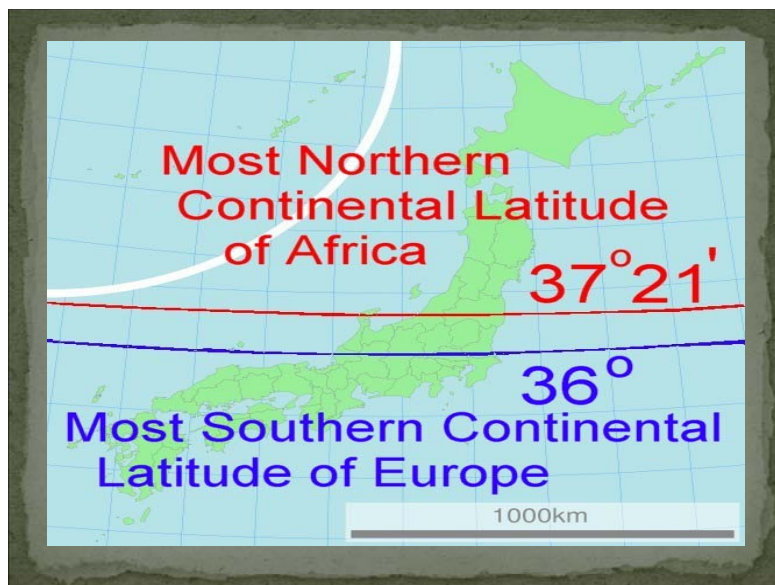 Most Northern
Continental Latitude
of Africa
37°21'
36°
Most Southern Continental
Latitude of Europe
1000km